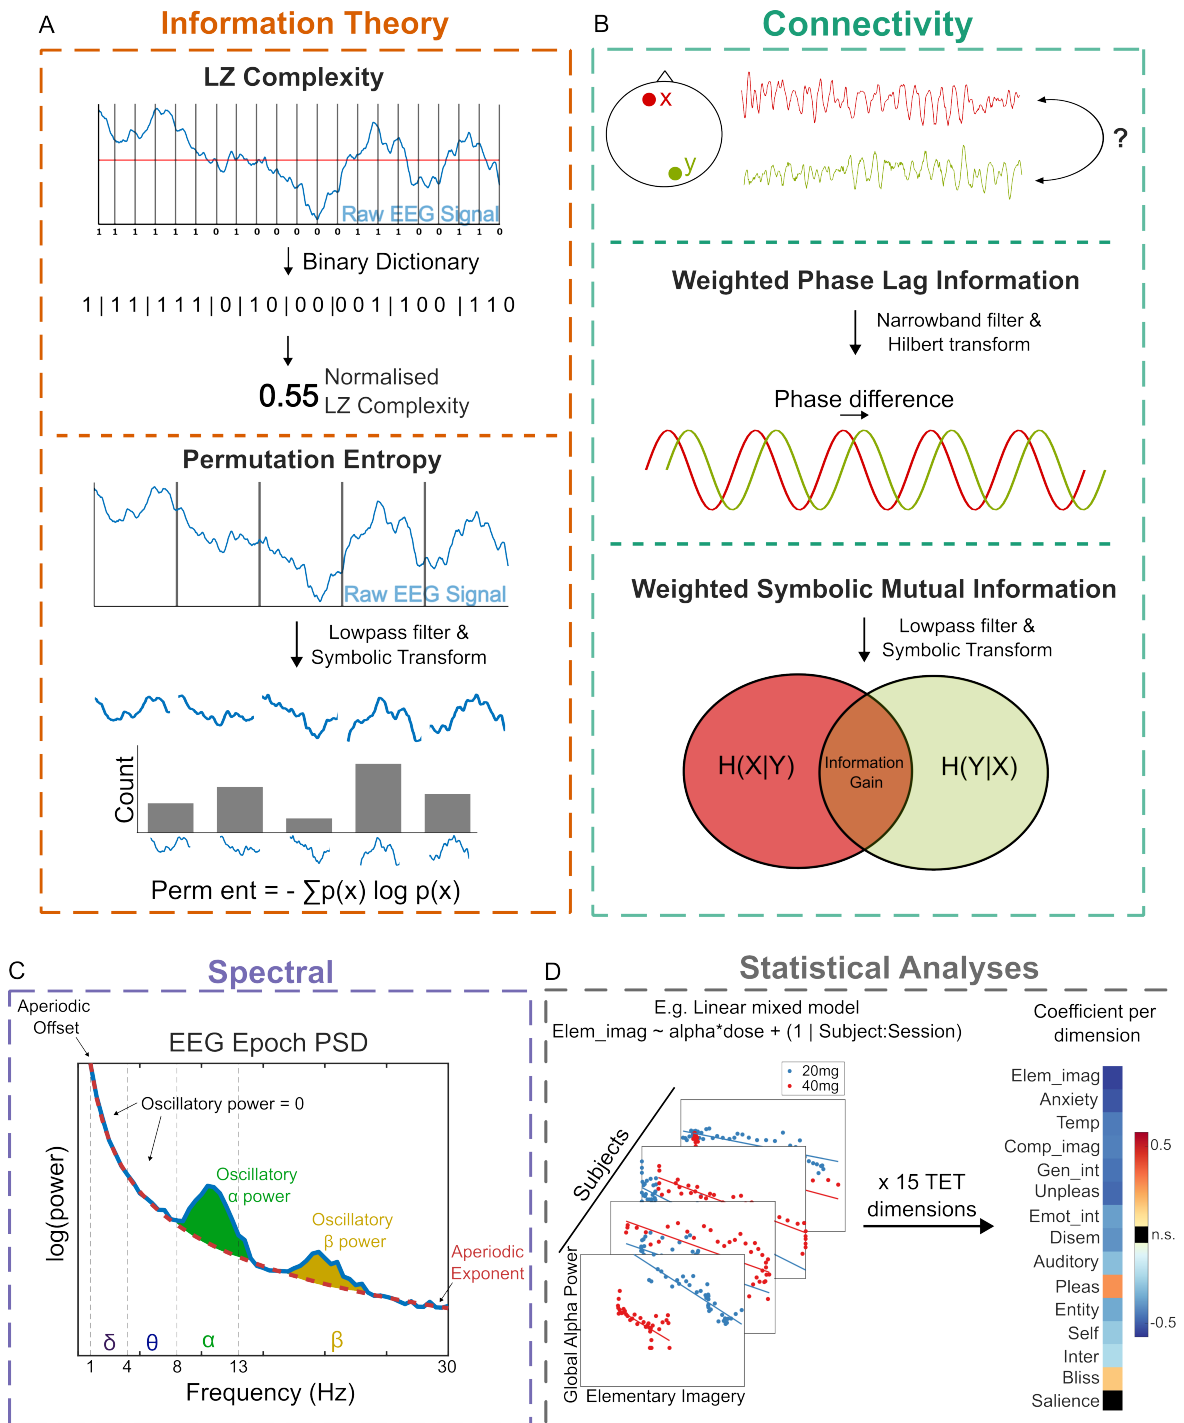 A
Information Theory
LZ Complexity
Raw EEG Signal
1 1 1 1 1 1 0 1 0 1 0 0 0 0 0 0 1 1 1 0 0 1 1 1 0
Binary Dictionary
1 | 1 1 | 1 1 1 | 0 | 1 0 | 0 0 | 0 0 1 | 1 0 0 | 1 1 0
0.55
Normalised
LZ Complexity
Permutation Entropy
Raw EEG Signal
Lowpass filter &
Symbolic Transform
Count
Perm ent = - ∑p(x) log p(x)
B
Connectivity
x
y
?
Weighted Phase Lag Information
Narrowband filter &
Hilbert transform
Phase difference
Weighted Symbolic Mutual Information
Lowpass filter &
Symbolic Transform
H(X|Y)
Information
Gain
H(Y|X)
C
Spectral
Aperiodic
Offset
EEG Epoch PSD
Oscillatory power = 0
Oscillatory
α power
Oscillatory
β power
Aperiodic
Exponent
log(power)
δ θ α β
1 4 8 13 30
Frequency (Hz)
D
Statistical Analyses
E.g. Linear mixed model
Elem_imag ~ alpha*dose + (1 | Subject:Session)
20mg
40mg
Subjects
Global Alpha Power
Elementary Imagery
x 15 TET
dimensions
Coefficient per
dimension
Elem_imag
Anxiety
Temp
Comp_imag
Gen_int
Unpleas
Emot_int
Disem
Auditory
Pleas
Entity
Self
Inter
Bliss
Salience
0.5
n.s.
-0.5